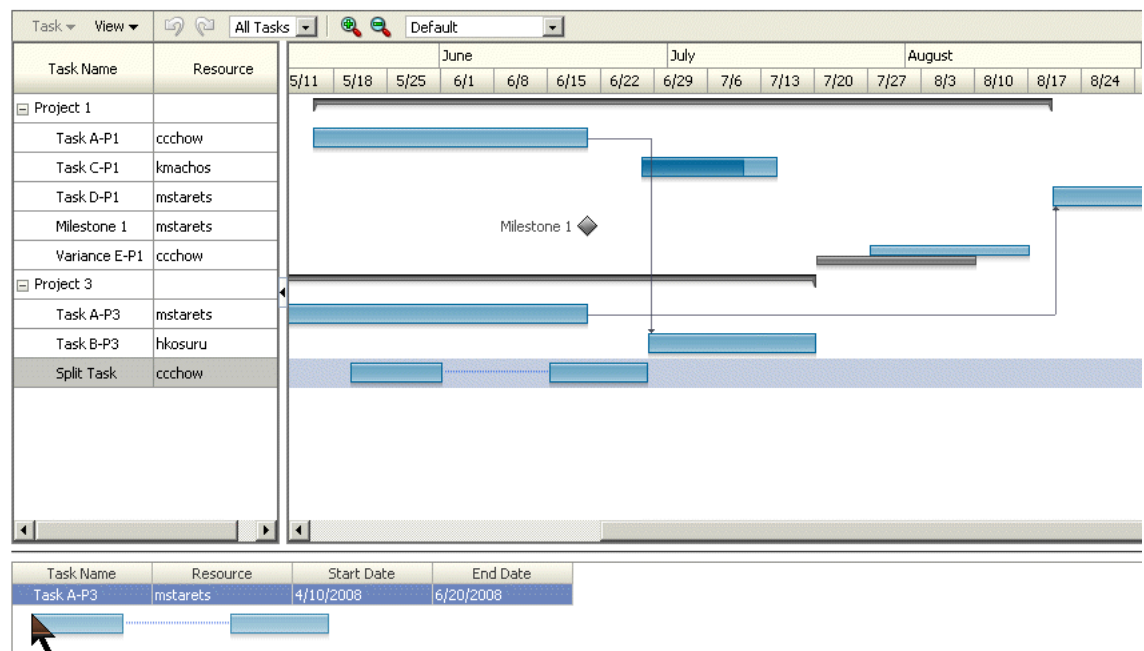 Task View All Tasks Default
Task Name Resource
June July August
5/11 5/18 5/25 6/1 6/8 6/15 6/22 6/29 7/6 7/13 7/20 7/27 8/3 8/10 8/17 8/24
Project 1
Task A-P1 ccchow
Task C-P1 kmachos
Task D-P1 mstarets
Milestone 1 mstarets Milestone 1
Variance E-P1 ccchow
Project 3
Task A-P3 mstarets
Task B-P3 hkosuru
Split Task ccchow
Task Name Resource Start Date End Date
Task A-P3 mstarets 4/10/2008 6/20/2008